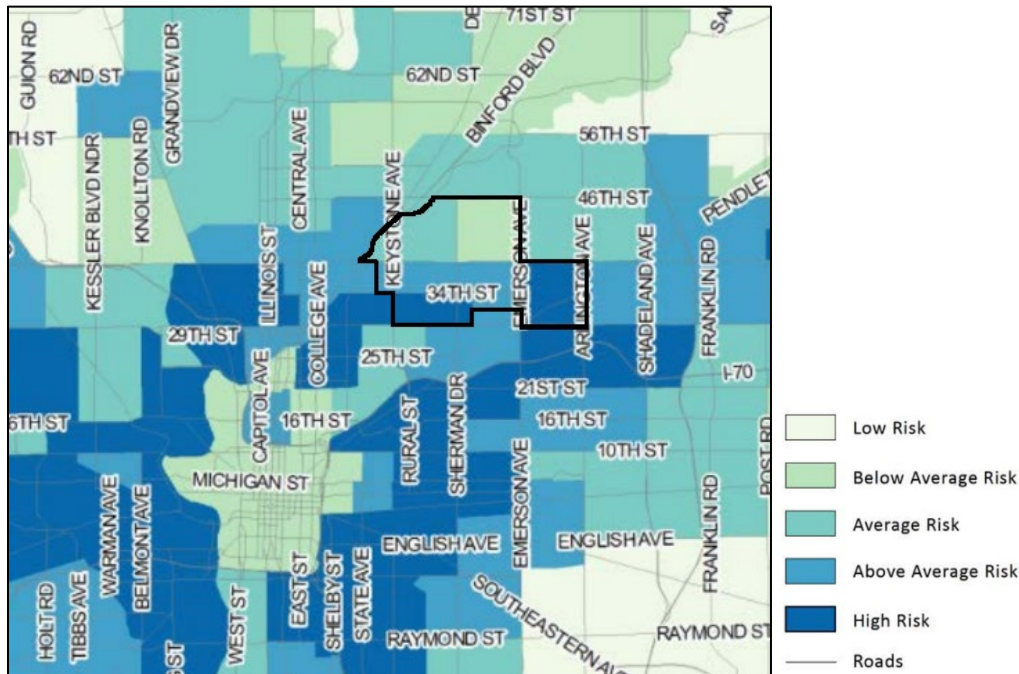 71ST ST
GUION RD
62ND ST
GRANDVIEW DR
62ND ST
BINFORD BLVD
TH ST
KESSLER BLVD NDR
KNOLLTON RD
CENTRAL AVE
56TH ST
KEYSTONE AVE
46TH ST
PENDLET
ILLINOIS ST
COLLEGE AVE
EMERSON AVE
ARLINGTON AVE
SHADELAND AVE
FRANKLIN RD
34TH ST
29TH ST
25TH ST
I-70
CAPITOL AVE
21ST ST
6TH ST
16TH ST
16TH ST
RURAL ST
SHERMAN DR
10TH ST
POST RD
MICHIGAN ST
WARMAN AVE
BELMONT AVE
EMERSON AVE
FRANKLIN RD
ENGLISH AVE
ENGLISH AVE
HOLT RD
TIBBS AVE
WEST ST
EAST ST
SHELBY ST
STATE AVE
RAYMOND ST
SOUTHEASTERN AV
RAYMOND ST
G ST
Low Risk
Below Average Risk
Average Risk
Above Average Risk
High Risk
Roads